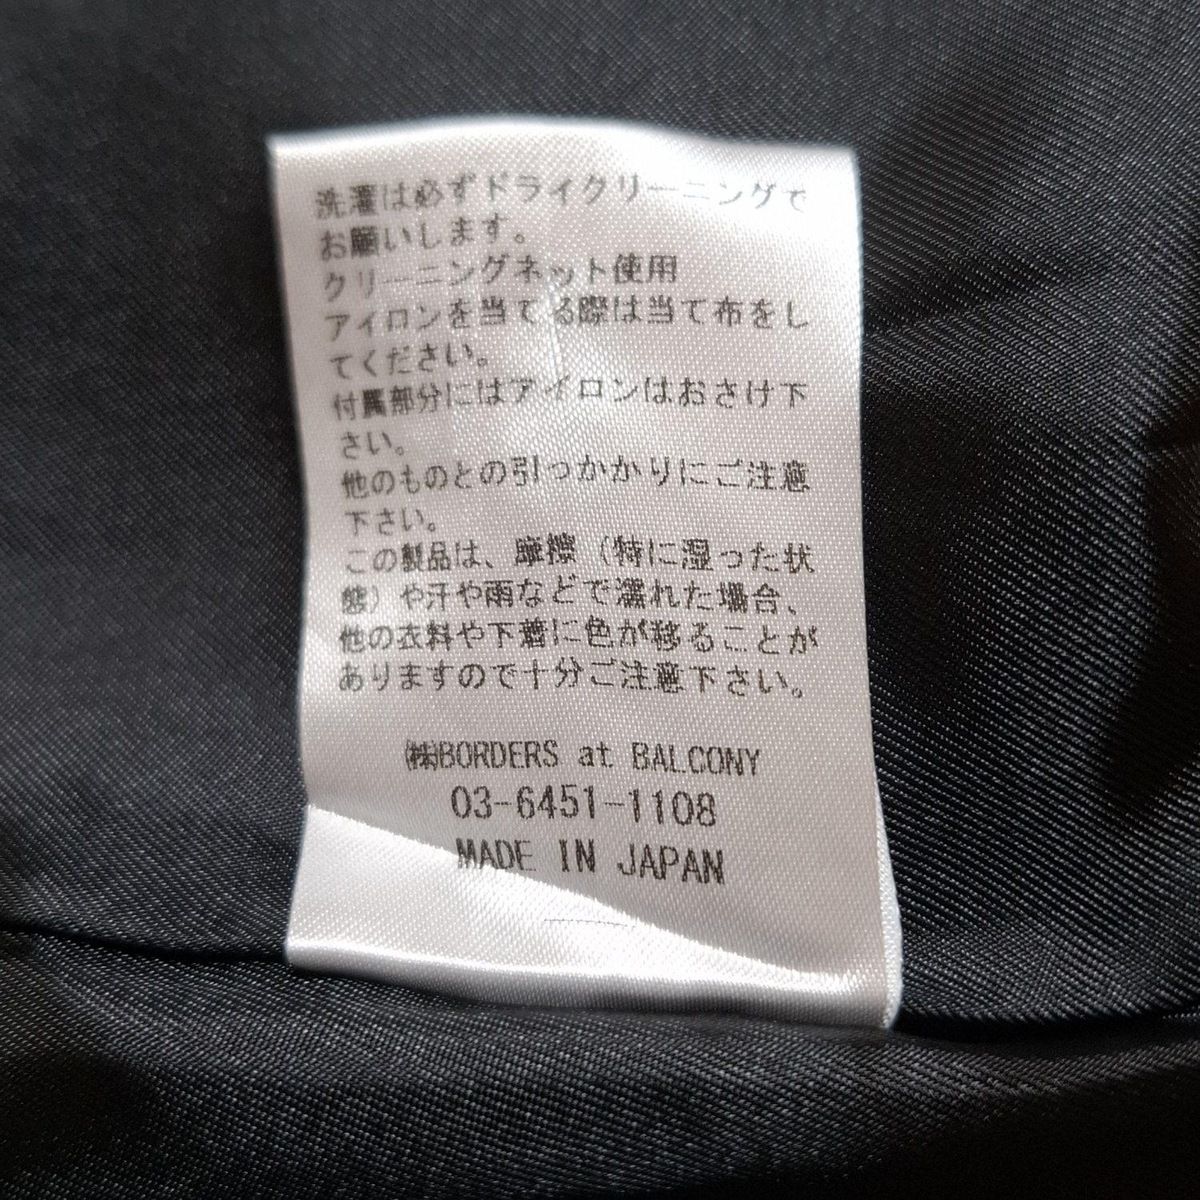 洗濯は必ずドライクリーニングで
お願いします。
クリーニングネット使用
アイロンを当てる際は当て布をし
てください。
付属部分にはアイロンはおさけ下
さい。
他のものとの引っかかりにご注意
下さい。
この製品は、摩擦(特に湿った状
態)や汗や雨などで濡れた場合、
他の衣料や下着に色が移ることが
ありますので十分ご注意下さい。
㈱BORDERS at BALCONY
03-6451-1108
MADE IN JAPAN